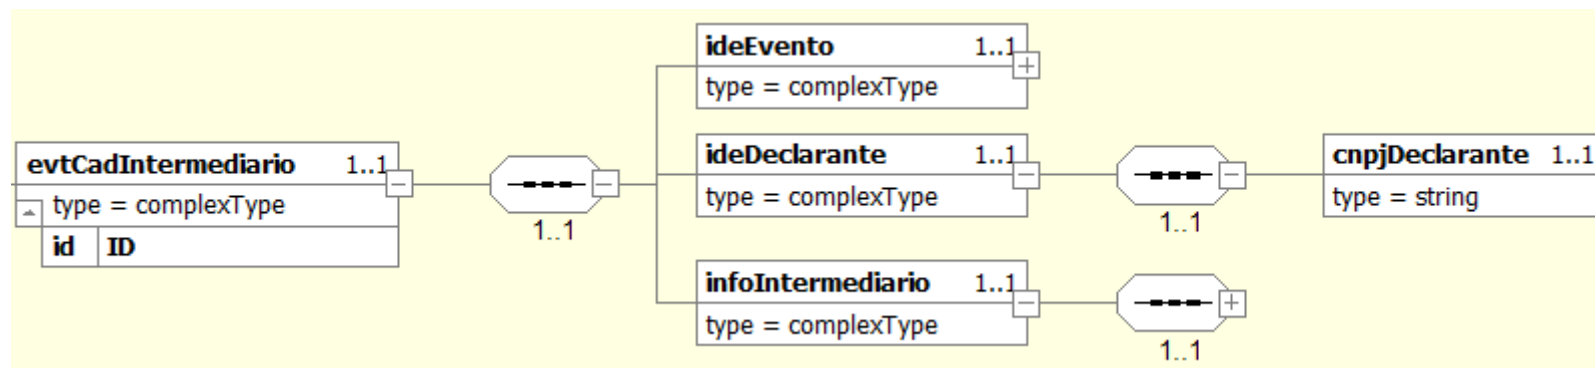 ideEvento 1..1
type = complexType
evtCadIntermediario 1..1
type = complexType
id ID
1..1
ideDeclarante 1..1
type = complexType
1..1
cnpjDeclarante 1..1
type = string
infoIntermediario 1..1
type = complexType
1..1